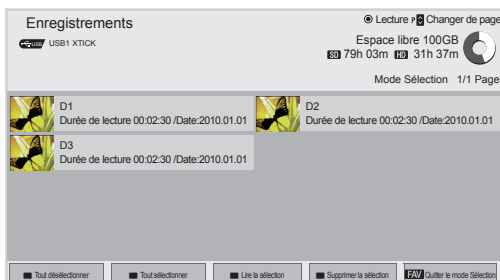 Enregistrements
Lecture P Changer de page
USB USB1 XTICK
Espace libre 100GB
SD 79h 03m HD 31h 37m
Mode Sélection 1/1 Page
D1
Durée de lecture 00:02:30 /Date:2010.01.01
D2
Durée de lecture 00:02:30 /Date:2010.01.01
D3
Durée de lecture 00:02:30 /Date:2010.01.01
Tout désélectionner
Tout sélectionner
Lire la sélection
Supprimer la sélection
FAV Quitter le mode Sélection